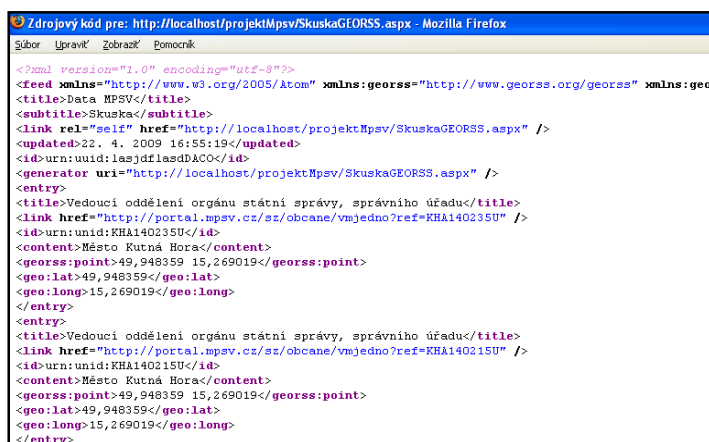 Zdrojový kód pre: http://localhost/projektMpsv/SkuskaGEORSS.aspx - Mozilla Firefox
Súbor Upraviť Zobraziť Pomocník
<?xml version="1.0" encoding="utf-8"?>
<feed xmlns="http://www.w3.org/2005/Atom" xmlns:georss="http://www.georss.org/georss" xmlns:geo
<title>Data MPSV</title>
<subtitle>Skuska</subtitle>
<link rel="self" href="http://localhost/projektMpsv/SkuskaGEORSS.aspx" />
<updated>22. 4. 2009 16:55:19</updated>
<id>urn:uuid:lasjdflasdDACO</id>
<generator uri="http://localhost/projektMpsv/SkuskaGEORSS.aspx" />
<entry>
<title>Vedoucí oddělení orgánu státní správy, správního úřadu</title>
<link href="http://portal.mpsv.cz/sz/obcane/vmjedno?ref=KHA140235U" />
<id>urn:unid:KHA140235U</id>
<content>Město Kutná Hora</content>
<georss:point>49,948359 15,269019</georss:point>
<geo:lat>49,948359</geo:lat>
<geo:long>15,269019</geo:long>
</entry>
<entry>
<title>Vedoucí oddělení orgánu státní správy, správního úřadu</title>
<link href="http://portal.mpsv.cz/sz/obcane/vmjedno?ref=KHA140215U" />
<id>urn:unid:KHA140215U</id>
<content>Město Kutná Hora</content>
<georss:point>49,948359 15,269019</georss:point>
<geo:lat>49,948359</geo:lat>
<geo:long>15,269019</geo:long>
</entry>